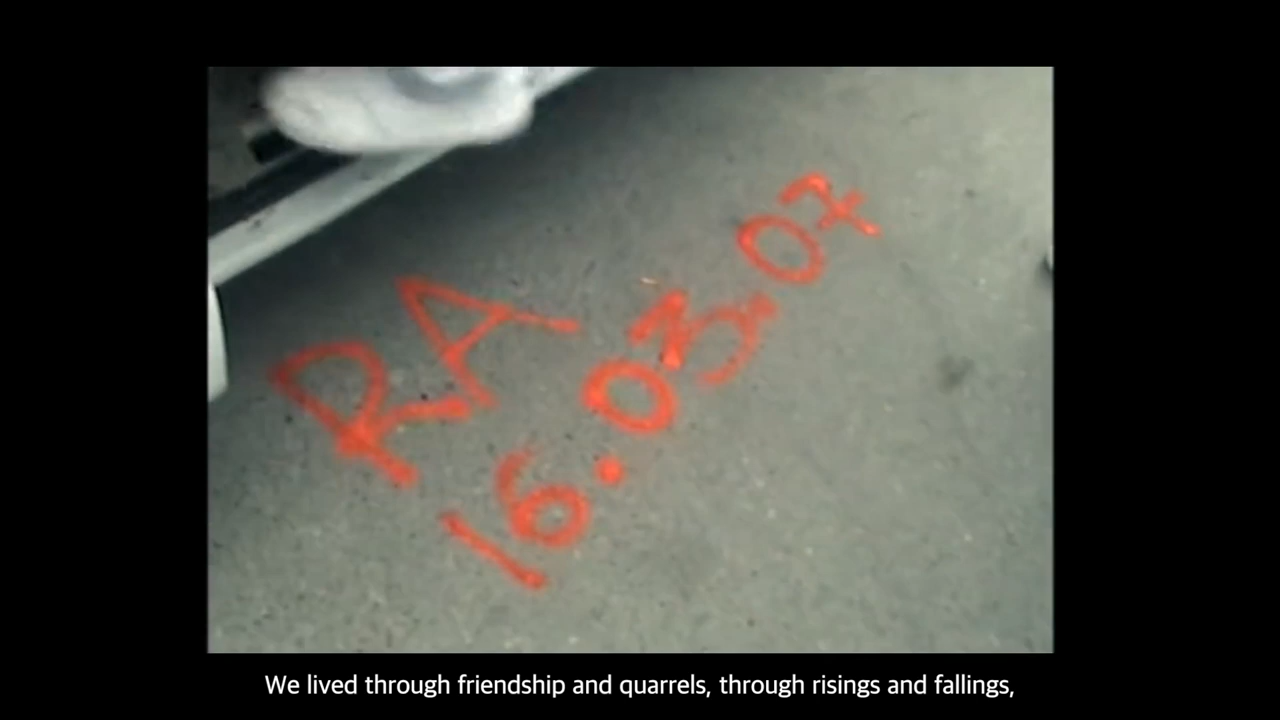 RA
16.03.07
We lived through friendship and quarrels, through risings and fallings,